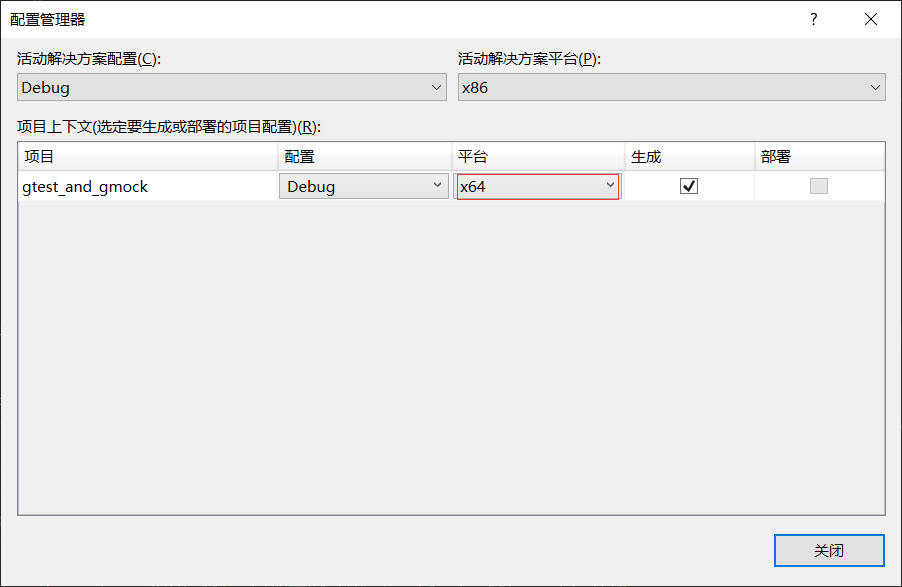 配置管理器
?
活动解决方案配置(C):
活动解决方案平台(P):
Debug
x86
项目上下文(选定要生成或部署的项目配置)(R):
项目 配置 平台 生成 部署
gtest_and_gmock Debug x64
关闭